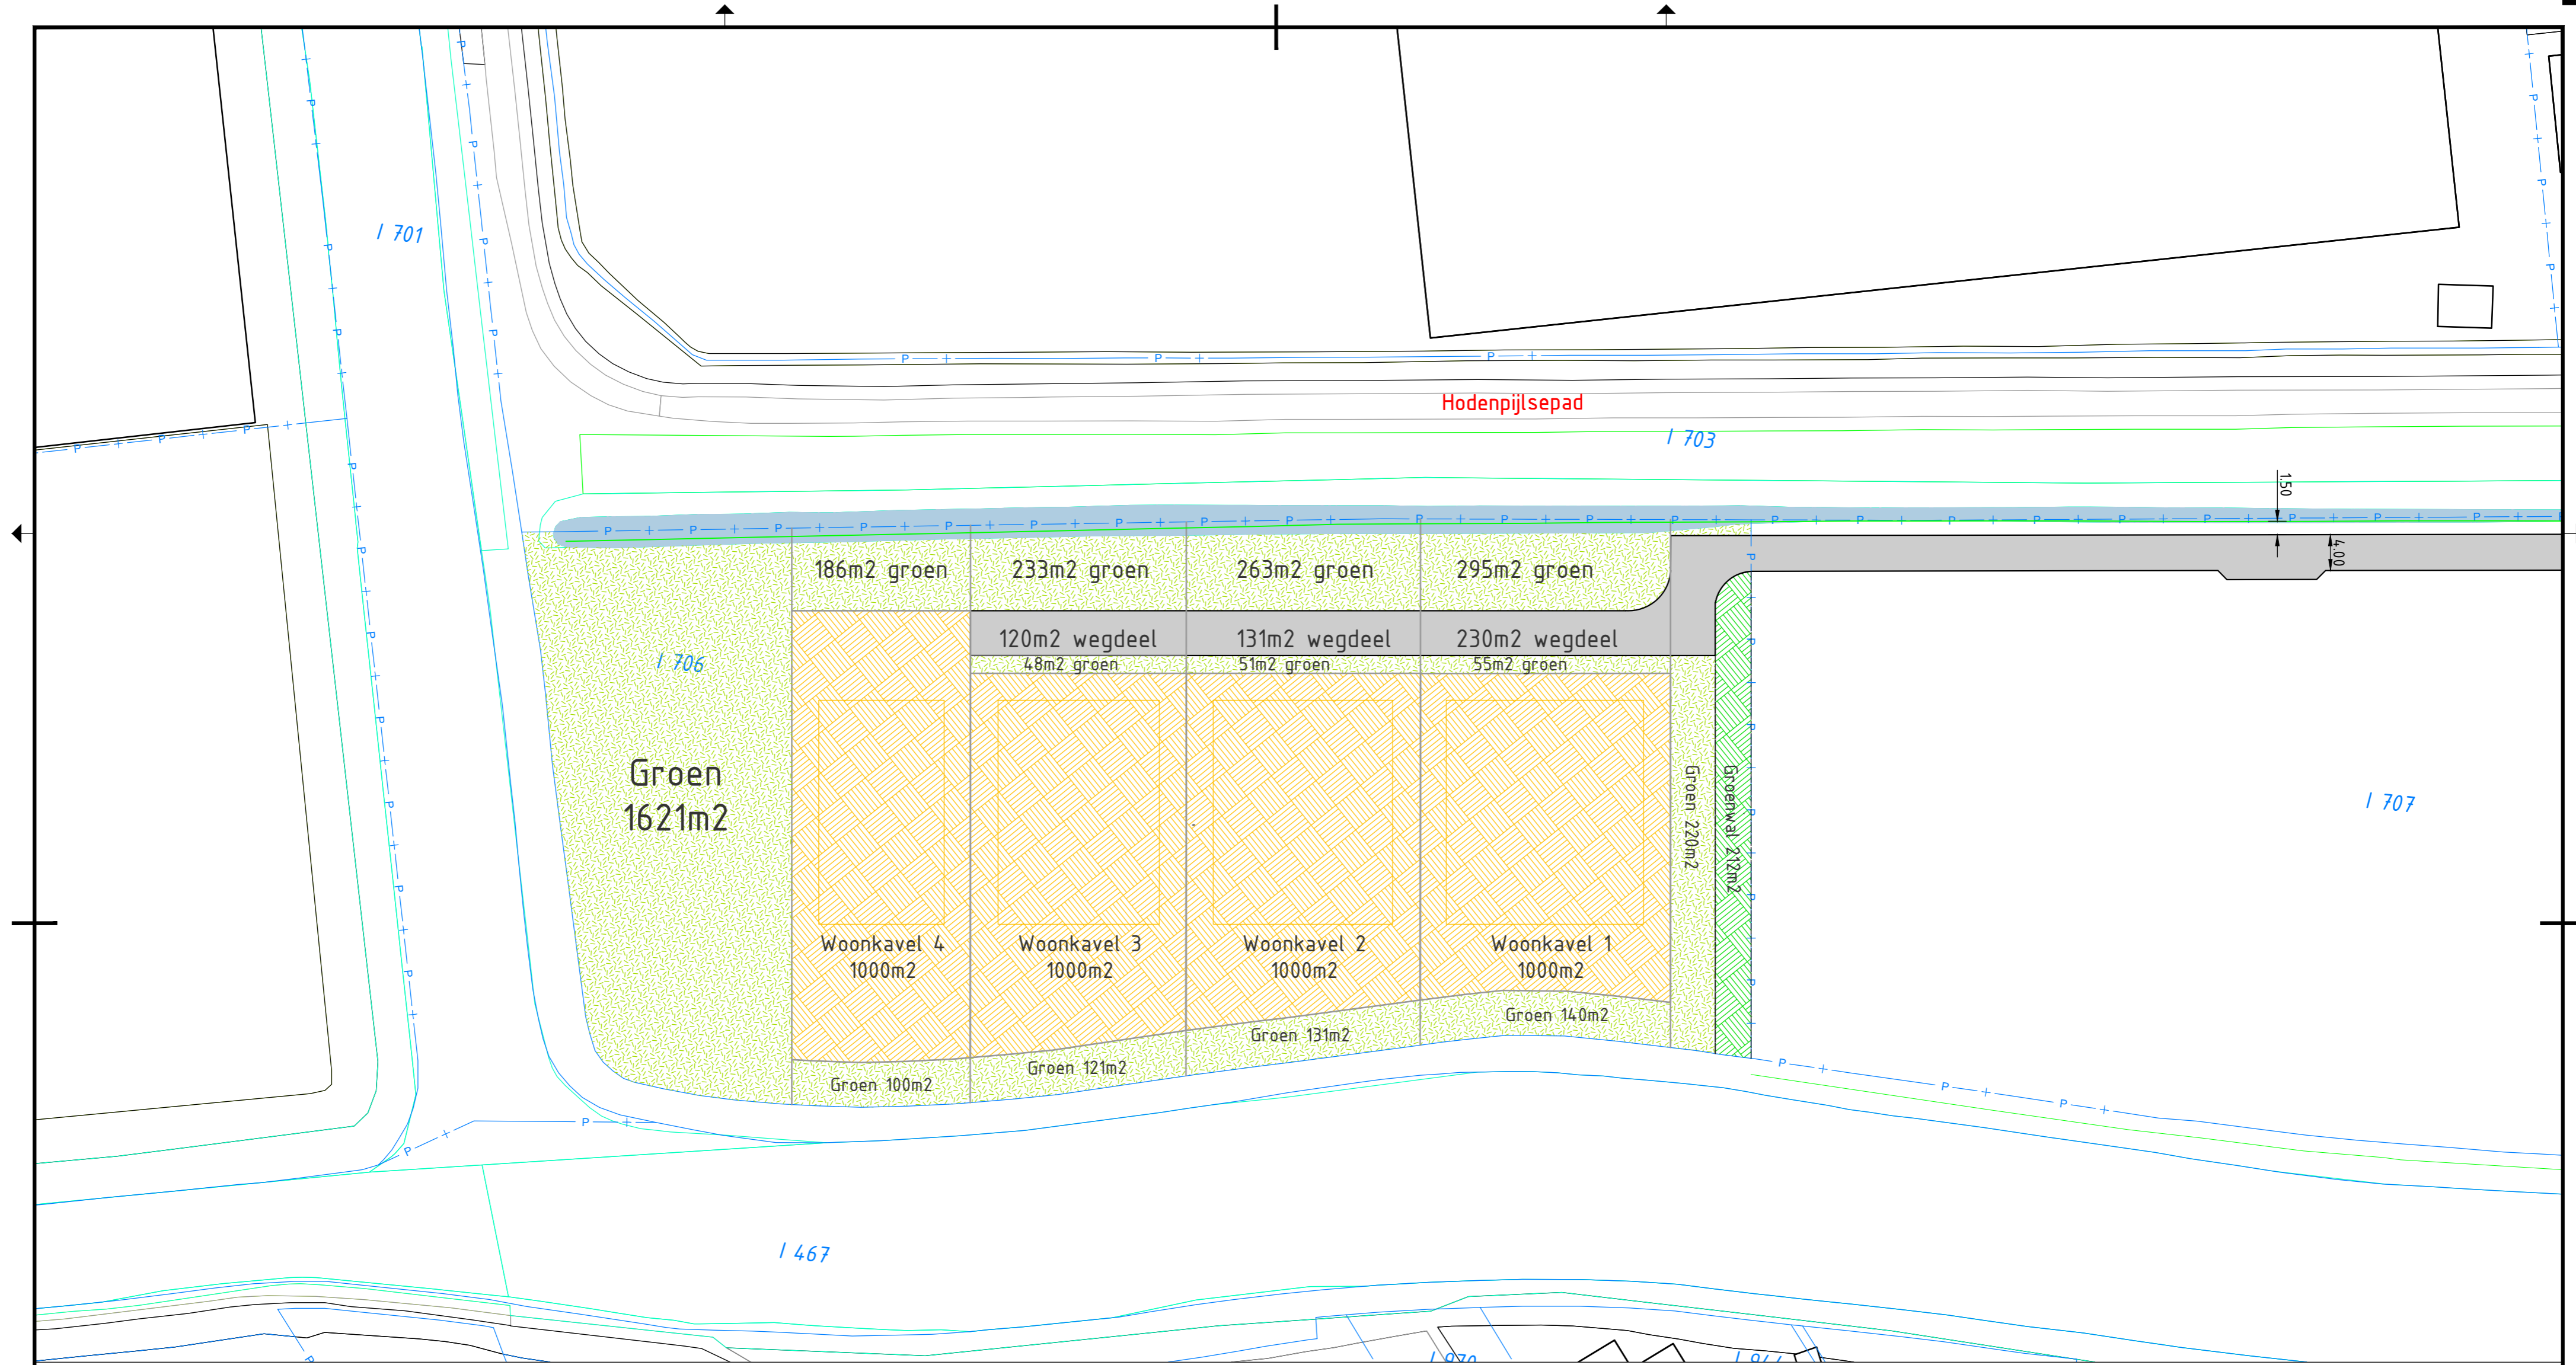 I 701
Hodenpijlsepad
I 703
1.50
4.00
186m2 groen
233m2 groen
263m2 groen
295m2 groen
120m2 wegdeel
131m2 wegdeel
230m2 wegdeel
48m2 groen
51m2 groen
55m2 groen
I 706
Groen
1621m2
Groen 220m2
Groenwal 212m2
I 707
Woonkavel 4
1000m2
Woonkavel 3
1000m2
Woonkavel 2
1000m2
Woonkavel 1
1000m2
Groen 100m2
Groen 121m2
Groen 131m2
Groen 140m2
I 467